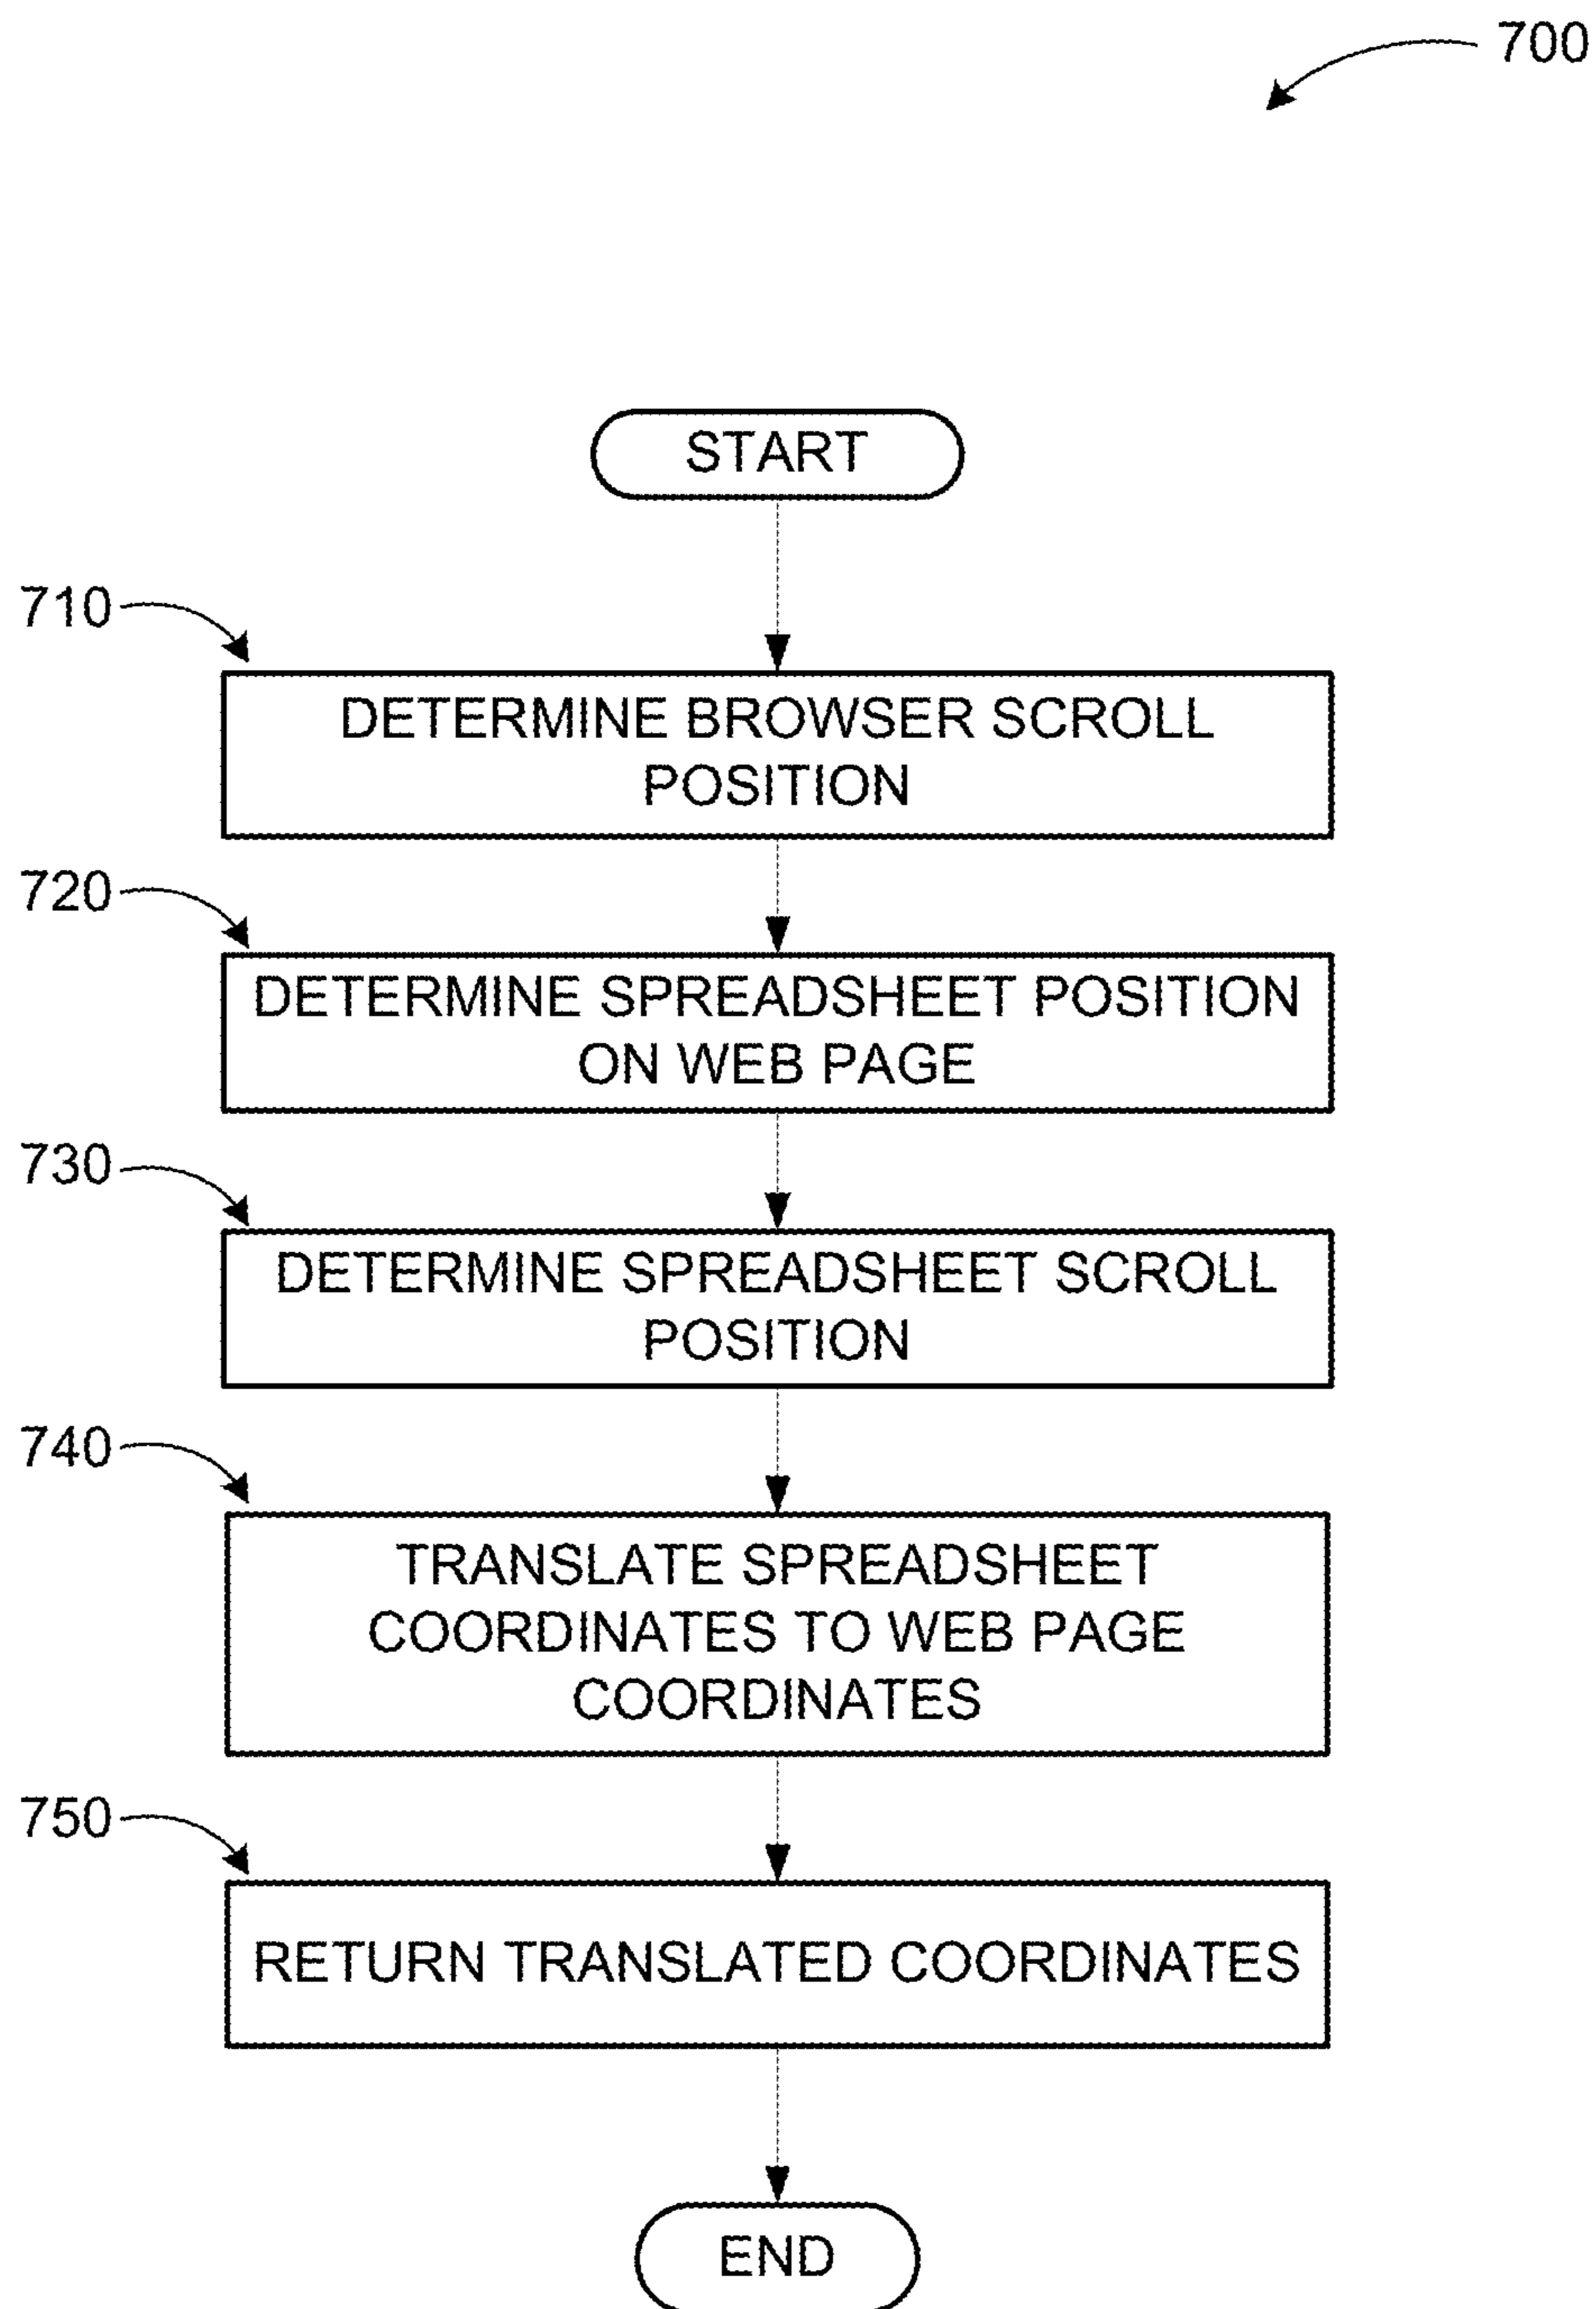 700
START
710
DETERMINE BROWSER SCROLL
POSITION
720
DETERMINE SPREADSHEET POSITION
ON WEB PAGE
730
DETERMINE SPREADSHEET SCROLL
POSITION
740
TRANSLATE SPREADSHEET
COORDINATES TO WEB PAGE
COORDINATES
750
RETURN TRANSLATED COORDINATES
END